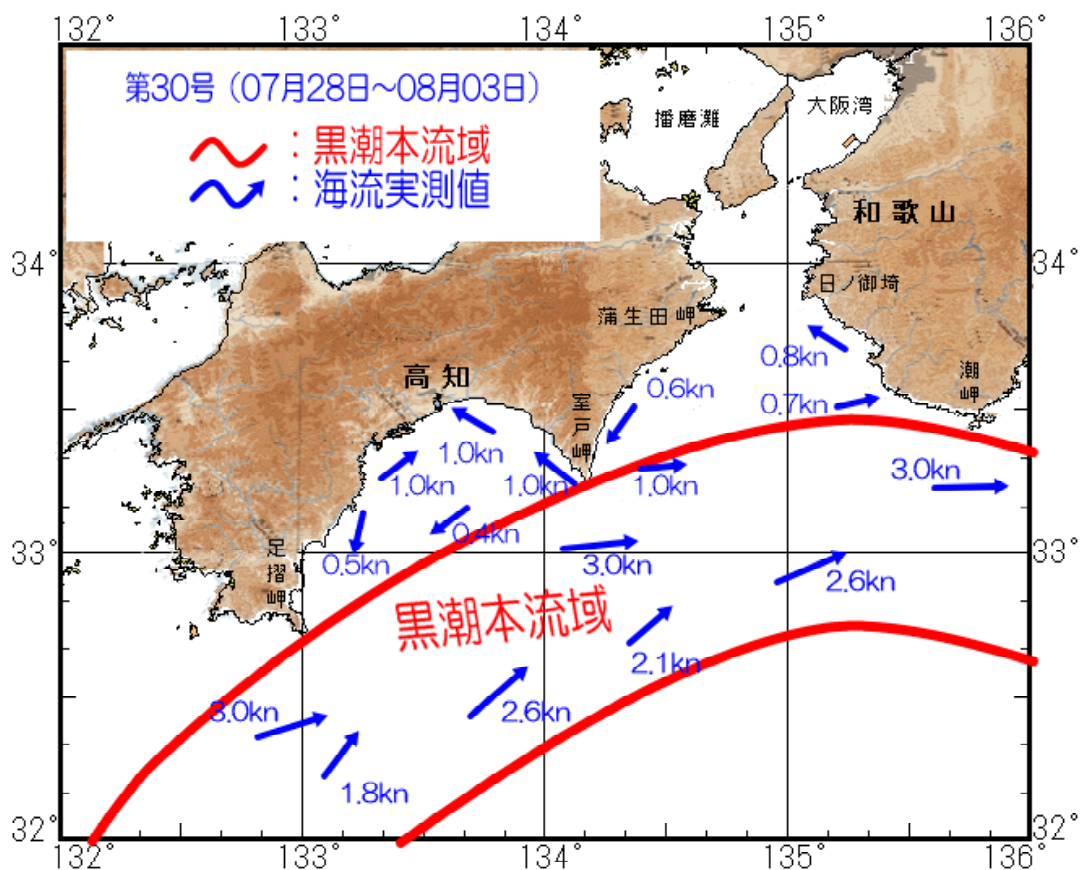 132° 133° 134° 135° 136°
第30号（07月28日～08月03日）
：黒潮本流域
：海流実測値
播磨灘
大阪湾
和歌山
34° 34°
日ノ御埼
蒲生田岬
0.8kn
潮岬
高知
0.6kn
室戸岬
0.7kn
1.0kn
1.0kn
1.0kn
1.0kn
3.0kn
0.4kn
33° 33°
0.5kn
3.0kn
足摺岬
2.6kn
黒潮本流域
2.1kn
3.0kn
2.6kn
1.8kn
32° 32°
132° 133° 134° 135° 136°